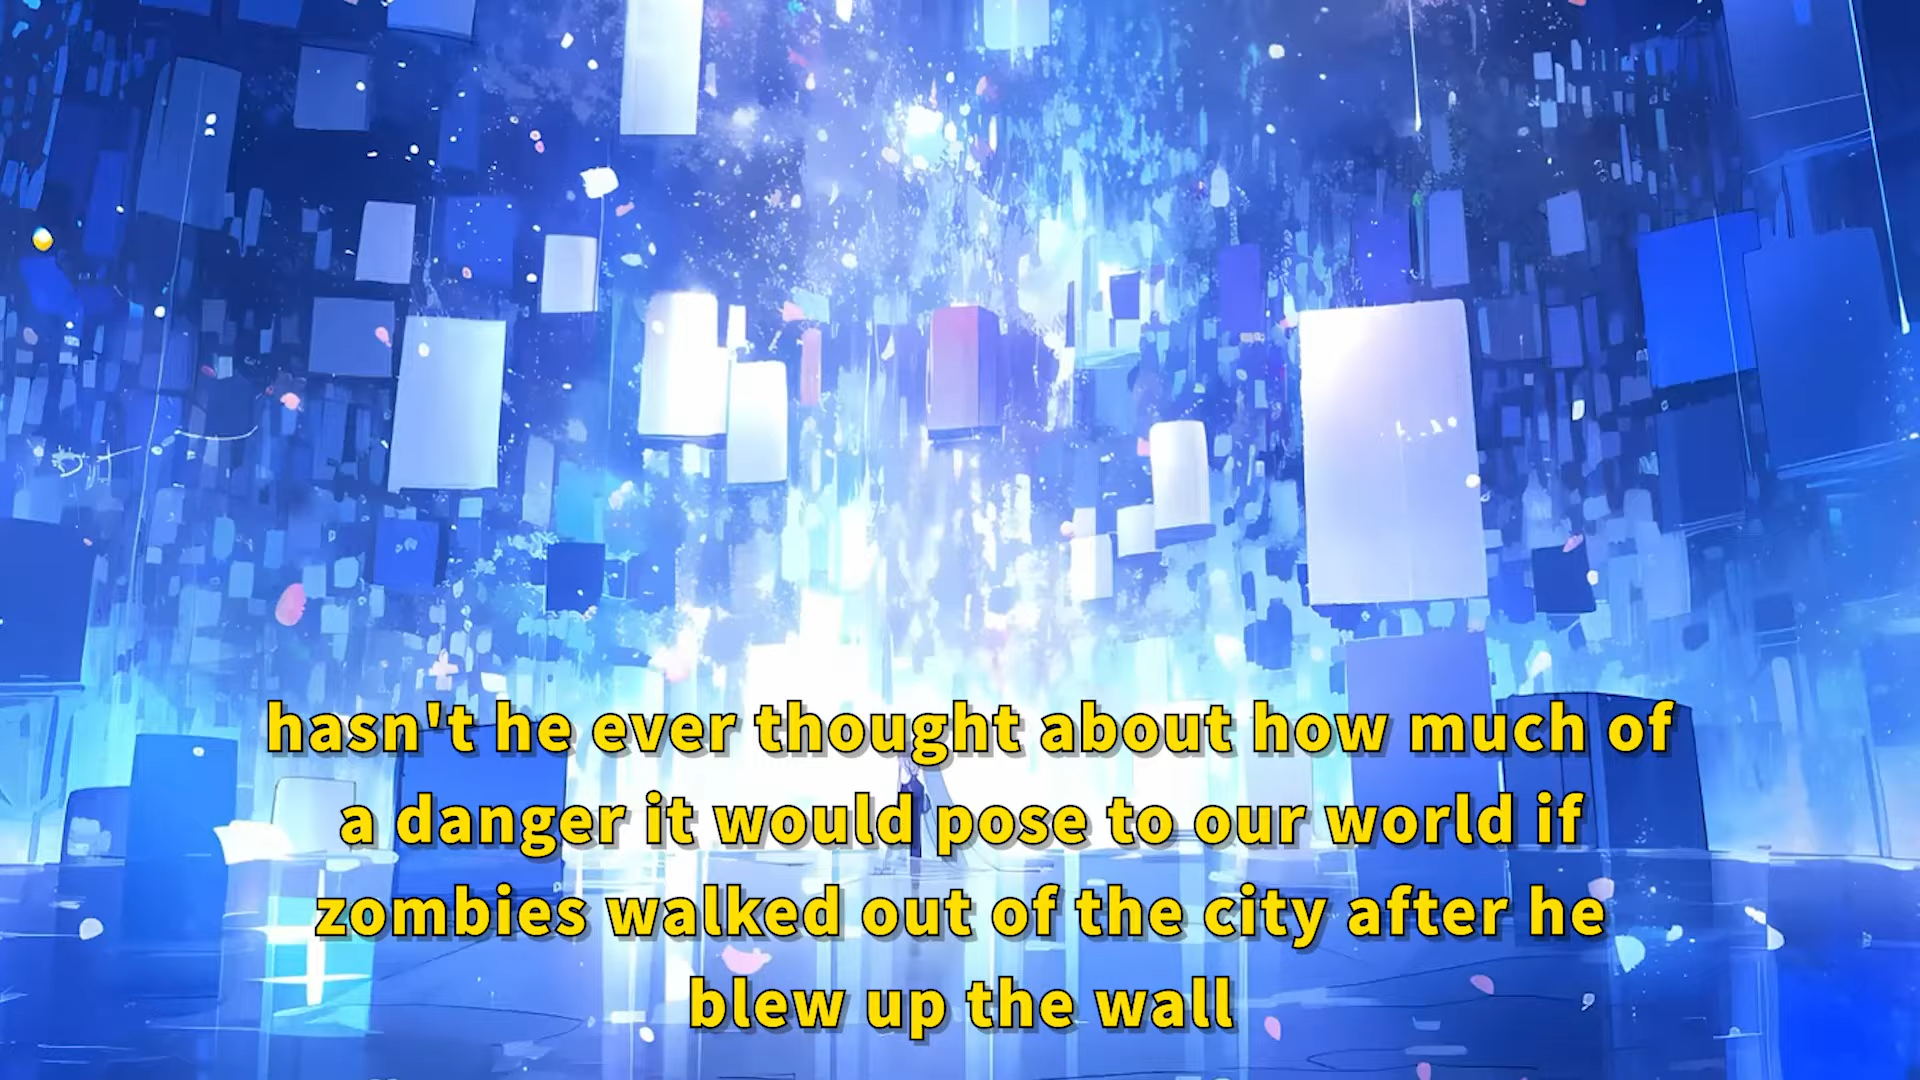 hasn't he ever thought about how much of
a danger it would pose to our world if
zombies walked out of the city after he
blew up the wall